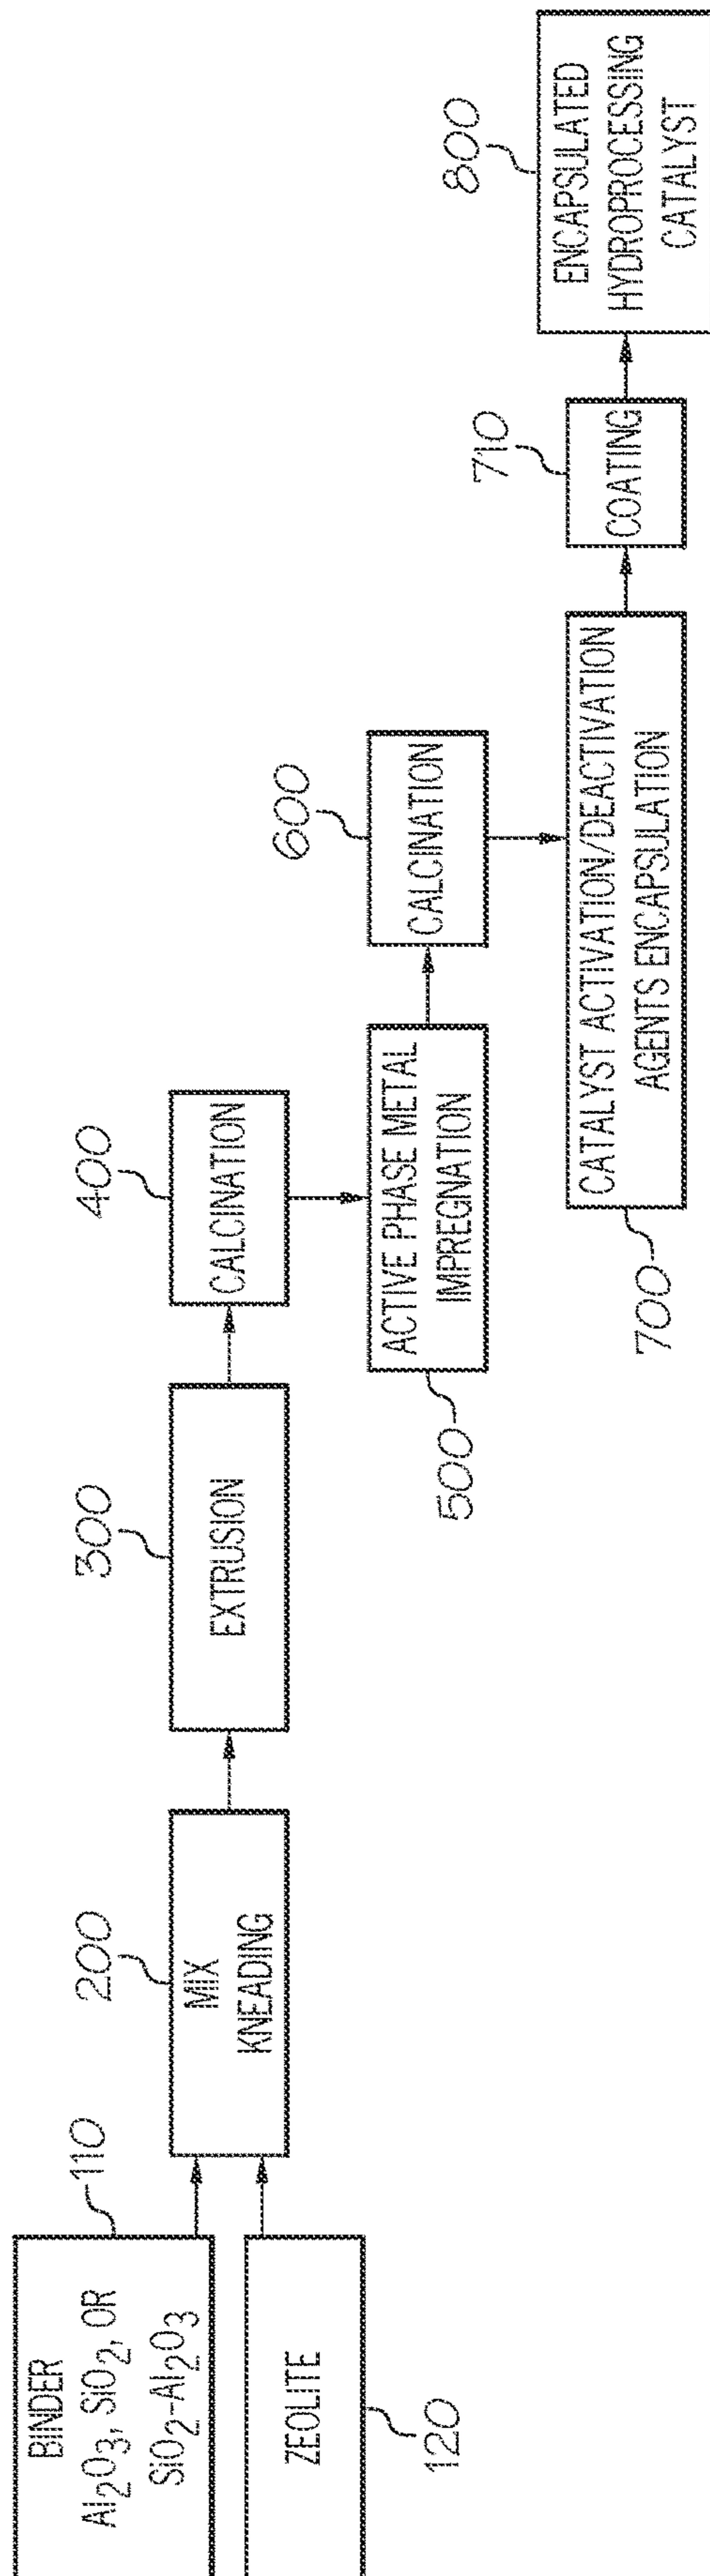 BINDER
Al2O3, SiO2, OR
SiO2-Al2O3
110
ZEOLITE
120
200
MIX
KNEADING
300
EXTRUSION
400
CALCINATION
ACTIVE PHASE METAL
IMPREGNATION
500
600
CALCINATION
CATALYST ACTIVATION/DEACTIVATION
AGENTS ENCAPSULATION
700
710
COATING
800
ENCAPSULATED
HYDROPROCESSING
CATALYST